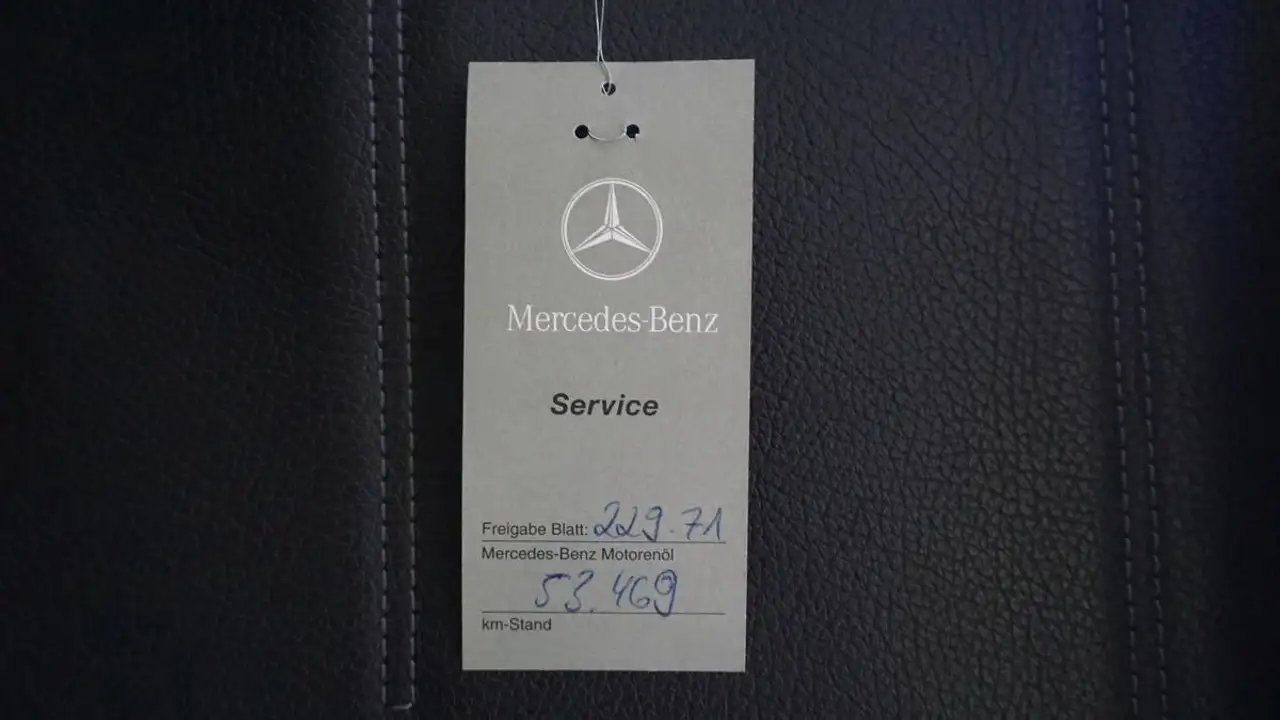 Mercedes-Benz
Service
Freigabe Blatt: 229.71
Mercedes-Benz Motorenöl
53.469
km-Stand